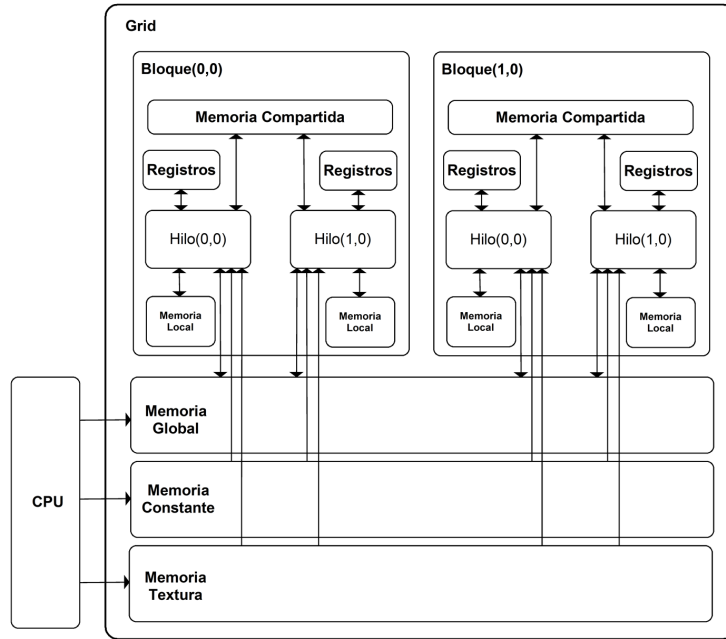 Grid
Bloque(0,0)
Memoria Compartida
Registros
Registros
Hilo(0,0)
Hilo(1,0)
Memoria
Local
Memoria
Local
Bloque(1,0)
Memoria Compartida
Registros
Registros
Hilo(0,0)
Hilo(1,0)
Memoria
Local
Memoria
Local
CPU
Memoria
Global
Memoria
Constante
Memoria
Textura